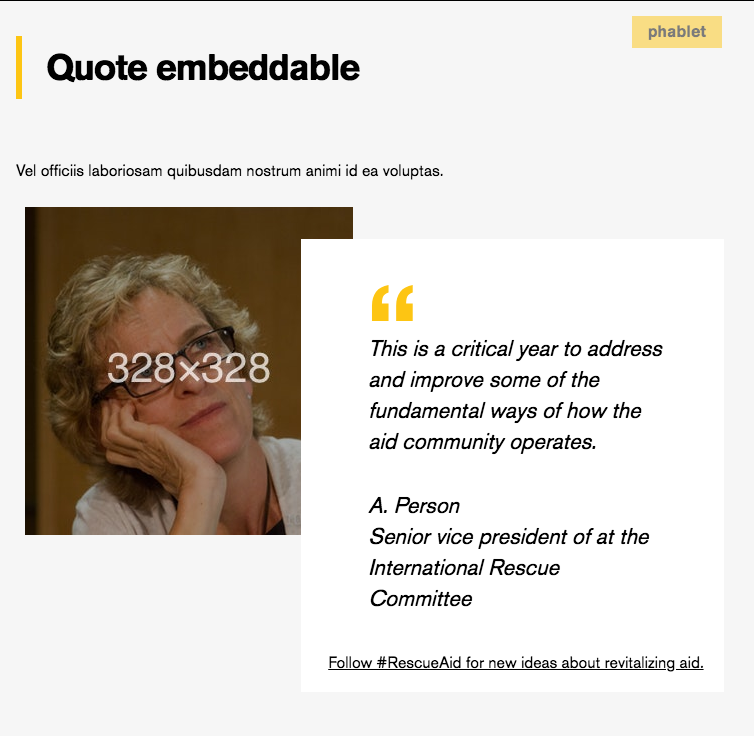 phablet
Quote embeddable
Vel officiis laboriosam quibusdam nostrum animi id ea voluptas.
328×328
“
This is a critical year to address
and improve some of the
fundamental ways of how the
aid community operates.
A. Person
Senior vice president of at the
International Rescue
Committee
Follow #RescueAid for new ideas about revitalizing aid.